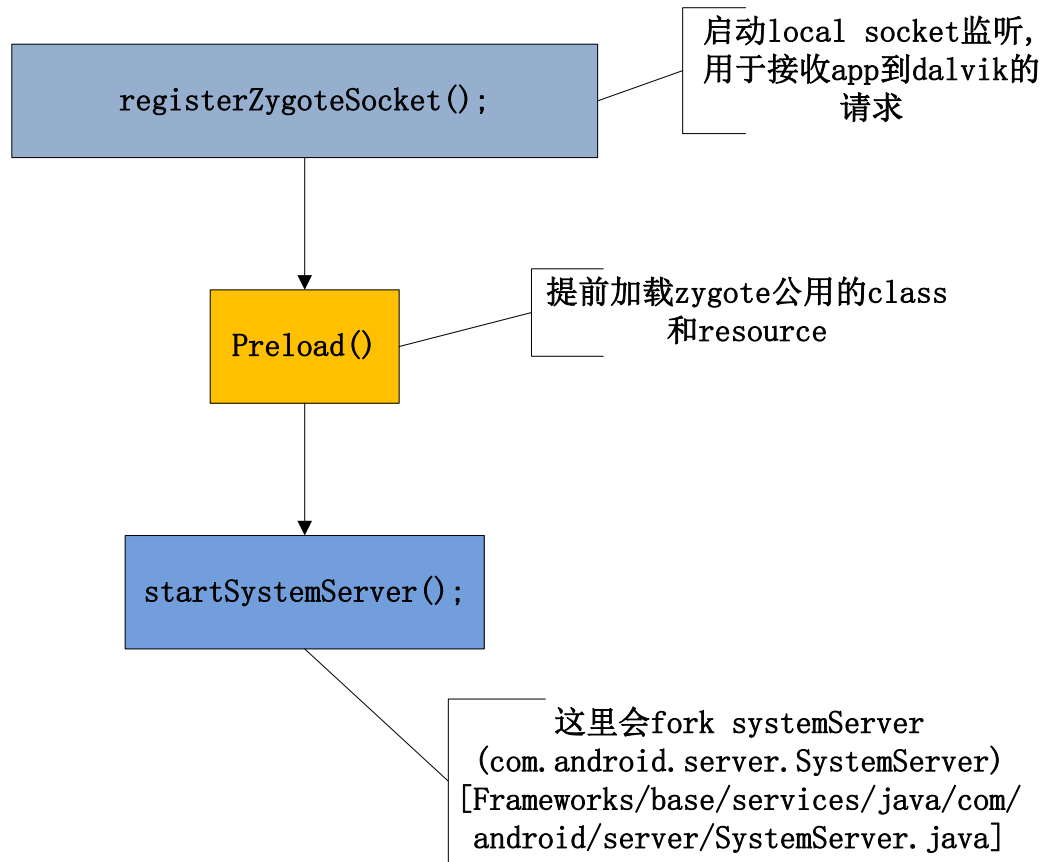 启动local socket监听,
用于接收app到dalvik的
请求
registerZygoteSocket();
提前加载zygote公用的class
和resource
Preload()
startSystemServer();
这里会fork systemServer
(com.android.server.SystemServer)
[Frameworks/base/services/java/com/
android/server/SystemServer.java]